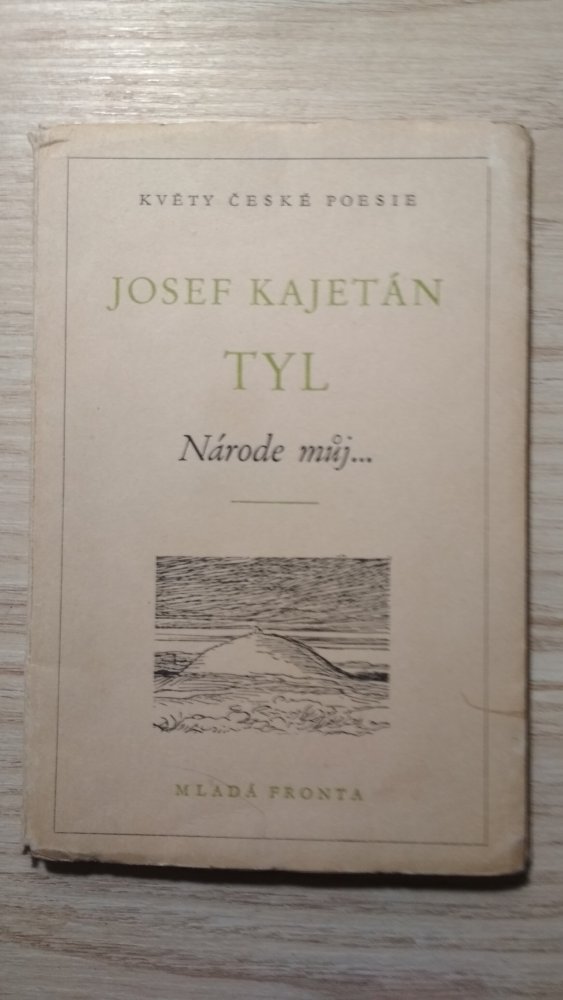 KVĚTY ČESKÉ POESIE
JOSEF KAJETÁN
TYL
Národe můj...
MLADÁ FRONTA